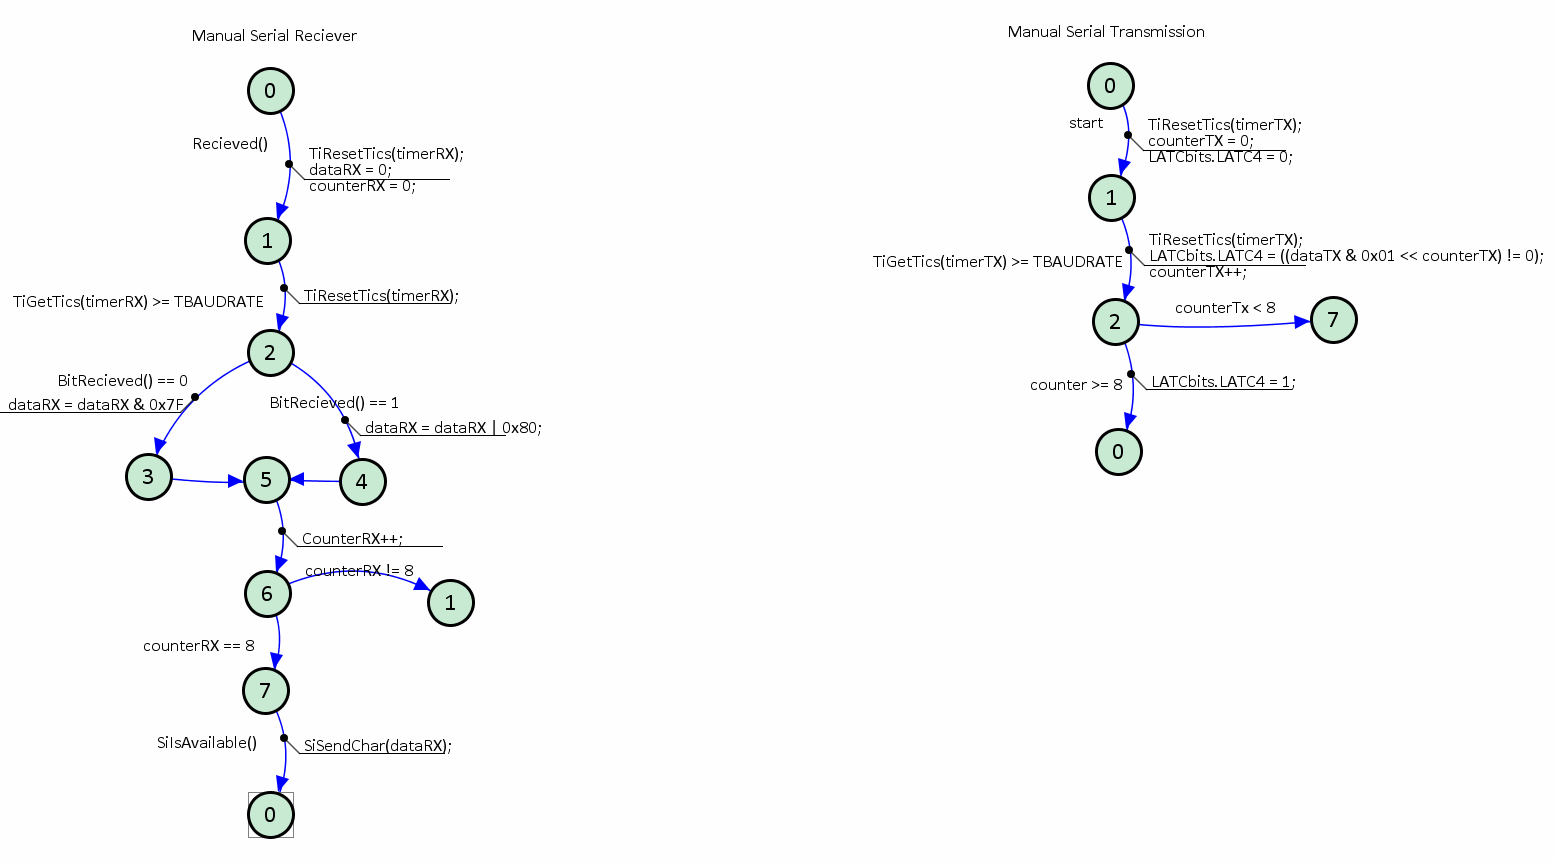 Manual Serial Reciever
0
Recieved()
TiResetTics(timerRX);
dataRX = 0;
counterRX = 0;
1
TiGetTics(timerRX) >= TBAUDRATE
TiResetTics(timerRX);
2
BitRecieved() == 0
dataRX = dataRX & 0x7F
BitRecieved() == 1
dataRX = dataRX | 0x80;
3
5
4
CounterRX++;
6
counterRX != 8
1
counterRX == 8
7
SiIsAvailable()
SiSendChar(dataRX);
0
Manual Serial Transmission
0
start
TiResetTics(timerTX);
counterTX = 0;
LATCbits.LATC4 = 0;
1
TiGetTics(timerTX) >= TBAUDRATE
TiResetTics(timerTX);
LATCbits.LATC4 = ((dataTX & 0x01 << counterTX) != 0);
counterTX++;
2
counterTx < 8
7
counter >= 8
LATCbits.LATC4 = 1;
0